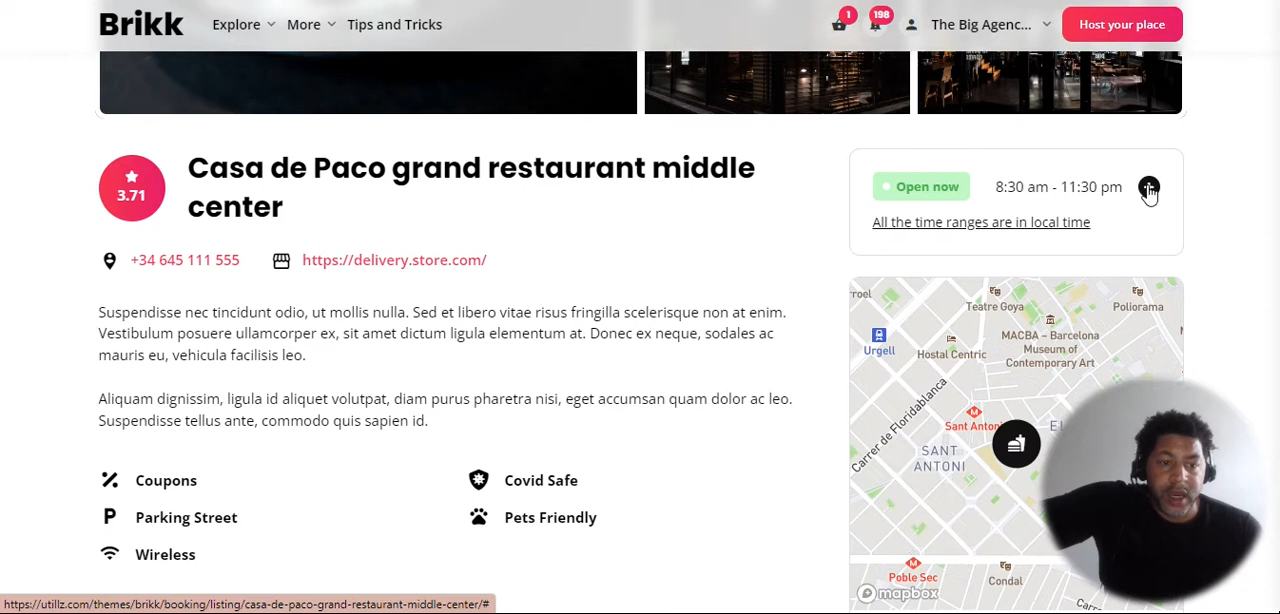 Brikk
Explore
More
Tips and Tricks
1
198
The Big Agenc...
Host your place
3.71
Casa de Paco grand restaurant middle
center
+34 645 111 555
https://delivery.store.com/
Suspendisse nec tincidunt odio, ut mollis nulla. Sed et libero vitae risus fringilla scelerisque non at enim.
Vestibulum posuere ullamcorper ex, sit amet dictum ligula elementum at. Donec ex neque, sodales ac
mauris eu, vehicula facilisis leo.
Aliquam dignissim, ligula id aliquet volutpat, diam purus pharetra nisi, eget accumsan quam dolor ac leo.
Suspendisse tellus ante, commodo quis sapien id.
Coupons
Covid Safe
P Parking Street
Pets Friendly
Wireless
Open now
8:30 am - 11:30 pm
All the time ranges are in local time
Teatre Goya
Poliorama
Urgell
Hostal Centric
MACBA – Barcelona
Museum of
Contemporary Art
Carrer de Floridablanca
Sant Antoni
SANT
ANTONI
Poble Sec
Condal
mapbox
https://utillz.com/themes/brikk/booking/listing/casa-de-paco-grand-restaurant-middle-center/#